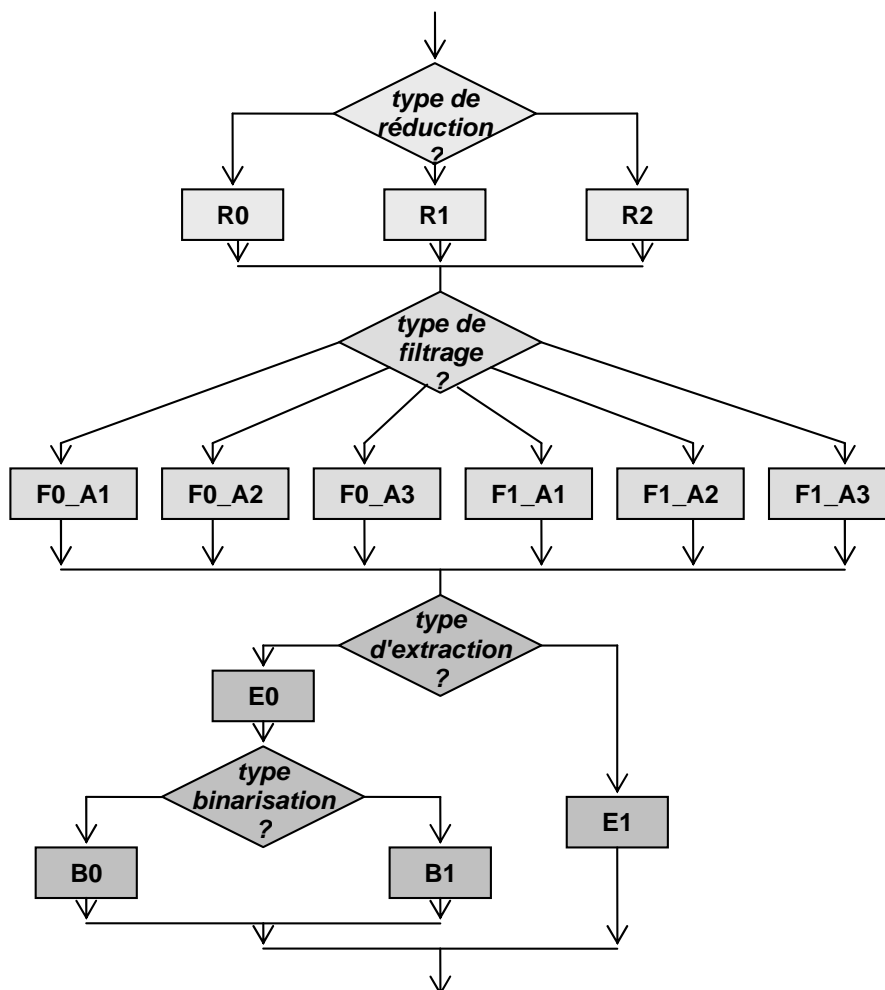 type de
réduction
?
R0
R1
R2
type de
filtrage
?
F0_A1
F0_A2
F0_A3
F1_A1
F1_A2
F1_A3
type
d'extraction
?
E0
type
binarisation
?
E1
B0
B1